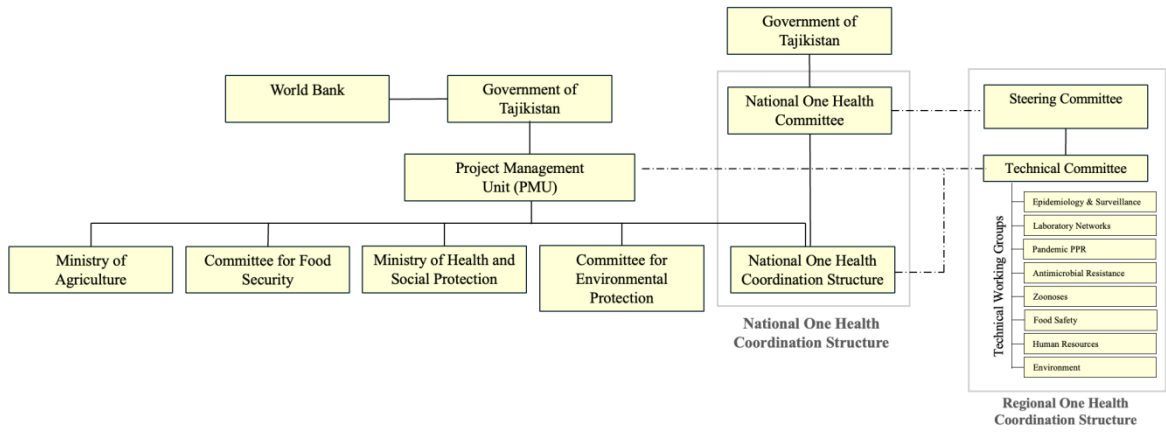 Government of
Tajikistan
World Bank
Government of
Tajikistan
National One Health
Committee
Steering Committee
Project Management
Unit (PMU)
Technical Committee
Technical Working Groups
Epidemiology & Surveillance
Laboratory Networks
Pandemic PPR
Antimicrobial Resistance
Zoonoses
Food Safety
Human Resources
Environment
Ministry of
Agriculture
Committee for Food
Security
Ministry of Health and
Social Protection
Committee for
Environmental
Protection
National One Health
Coordination Structure
National One Health
Coordination Structure
Regional One Health
Coordination Structure